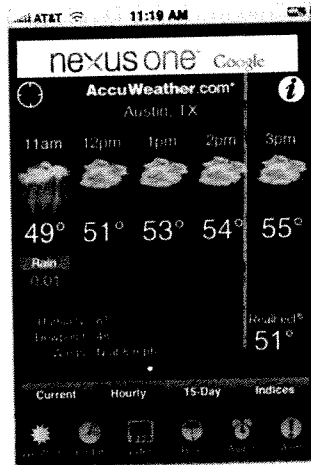 AT&T 11:19 AM
nexus one Google
AccuWeather.com
Austin, TX
11am 12pm 1pm 2pm 3pm
49° 51° 53° 54° 55°
Rain
0.01
RealFeel®
51°
Current Hourly 15-Day Indices